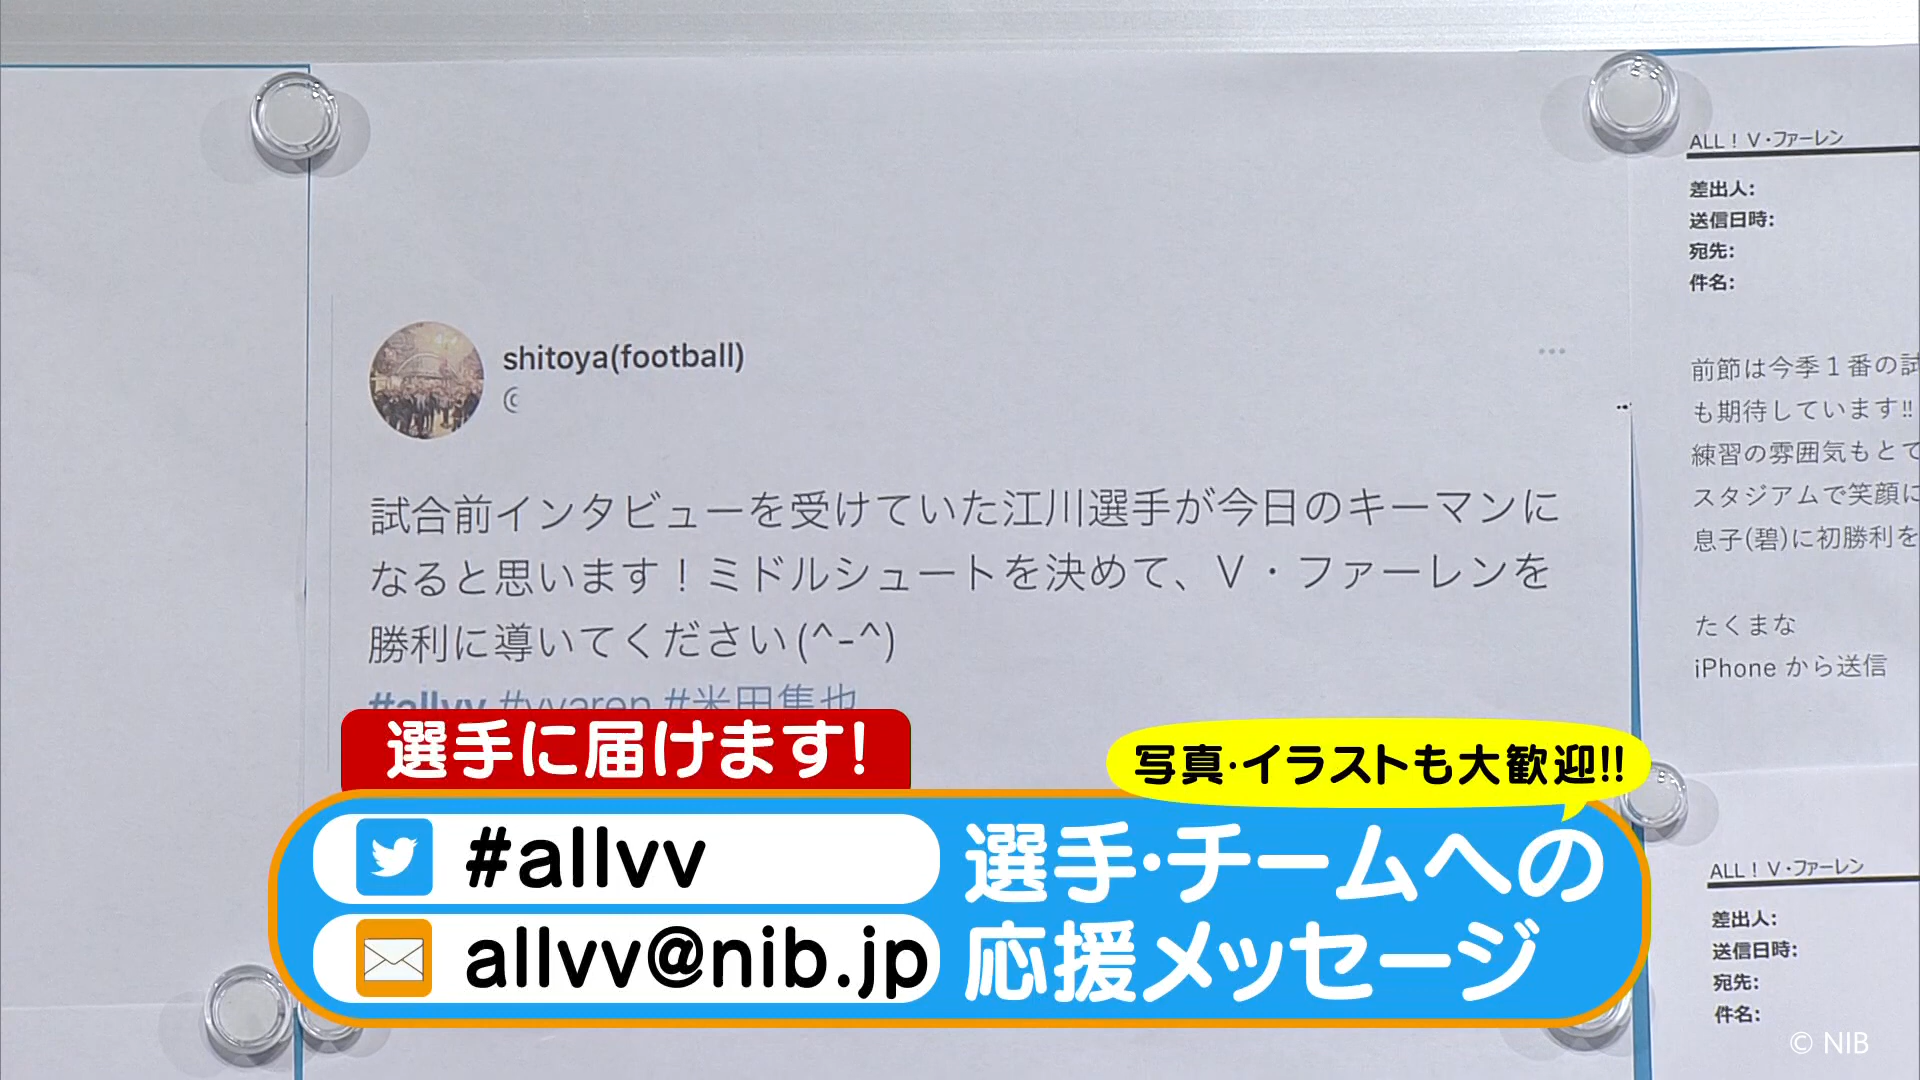 shitoya(football)
試合前インタビューを受けていた江川選手が今日のキーマンに
なると思います！ミドルシュートを決めて、Ｖ・ファーレンを
勝利に導いてください(^-^)
#allvv #vvaren #米田隼也
ALL！Ｖ・ファーレン
差出人:
送信日時:
宛先:
件名:
前節は今季１番の試
も期待しています‼
練習の雰囲気もとて
スタジアムで笑顔に
息子(碧)に初勝利を
たくまな
iPhone から送信
ALL！Ｖ・ファーレン
差出人:
送信日時:
宛先:
件名:
選手に届けます!
写真・イラストも大歓迎!!
#allvv
allvv@nib.jp
選手・チームへの
応援メッセージ
© NIB